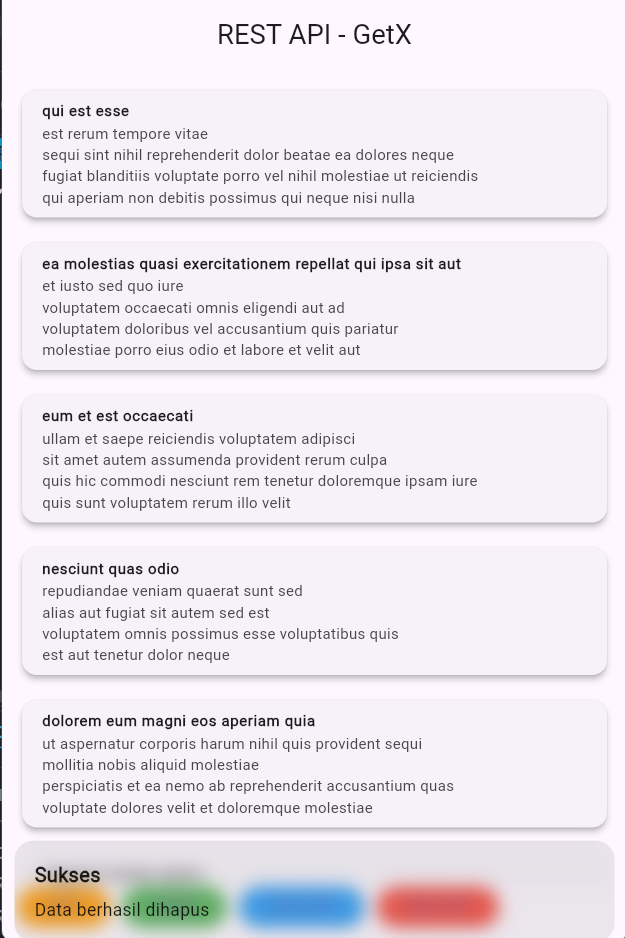 REST API - GetX
qui est esse
est rerum tempore vitae
sequi sint nihil reprehenderit dolor beatae ea dolores neque
fugiat blanditiis voluptate porro vel nihil molestiae ut reiciendis
qui aperiam non debitis possimus qui neque nisi nulla
ea molestias quasi exercitationem repellat qui ipsa sit aut
et iusto sed quo iure
voluptatem occaecati omnis eligendi aut ad
voluptatem doloribus vel accusantium quis pariatur
molestiae porro eius odio et labore et velit aut
eum et est occaecati
ullam et saepe reiciendis voluptatem adipisci
sit amet autem assumenda provident rerum culpa
quis hic commodi nesciunt rem tenetur doloremque ipsam iure
quis sunt voluptatem rerum illo velit
nesciunt quas odio
repudiandae veniam quaerat sunt sed
alias aut fugiat sit autem sed est
voluptatem omnis possimus esse voluptatibus quis
est aut tenetur dolor neque
dolorem eum magni eos aperiam quia
ut aspernatur corporis harum nihil quis provident sequi
mollitia nobis aliquid molestiae
perspiciatis et ea nemo ab reprehenderit accusantium quas
voluptate dolores velit et doloremque molestiae
Sukses
Data berhasil dihapus